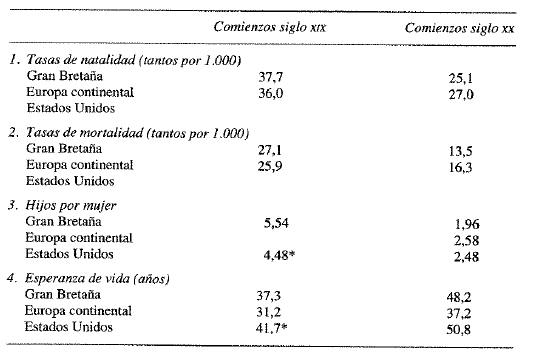 Comienzos siglo XIX Comienzos siglo XX
1. Tasas de natalidad (tantos por 1.000)
Gran Bretaña 37,7 25,1
Europa continental 36,0 27,0
Estados Unidos
2. Tasas de mortalidad (tantos por 1.000)
Gran Bretaña 27,1 13,5
Europa continental 25,9 16,3
Estados Unidos
3. Hijos por mujer
Gran Bretaña 5,54 1,96
Europa continental 2,58
Estados Unidos 4,48* 2,48
4. Esperanza de vida (años)
Gran Bretaña 37,3 48,2
Europa continental 31,2 37,2
Estados Unidos 41,7* 50,8